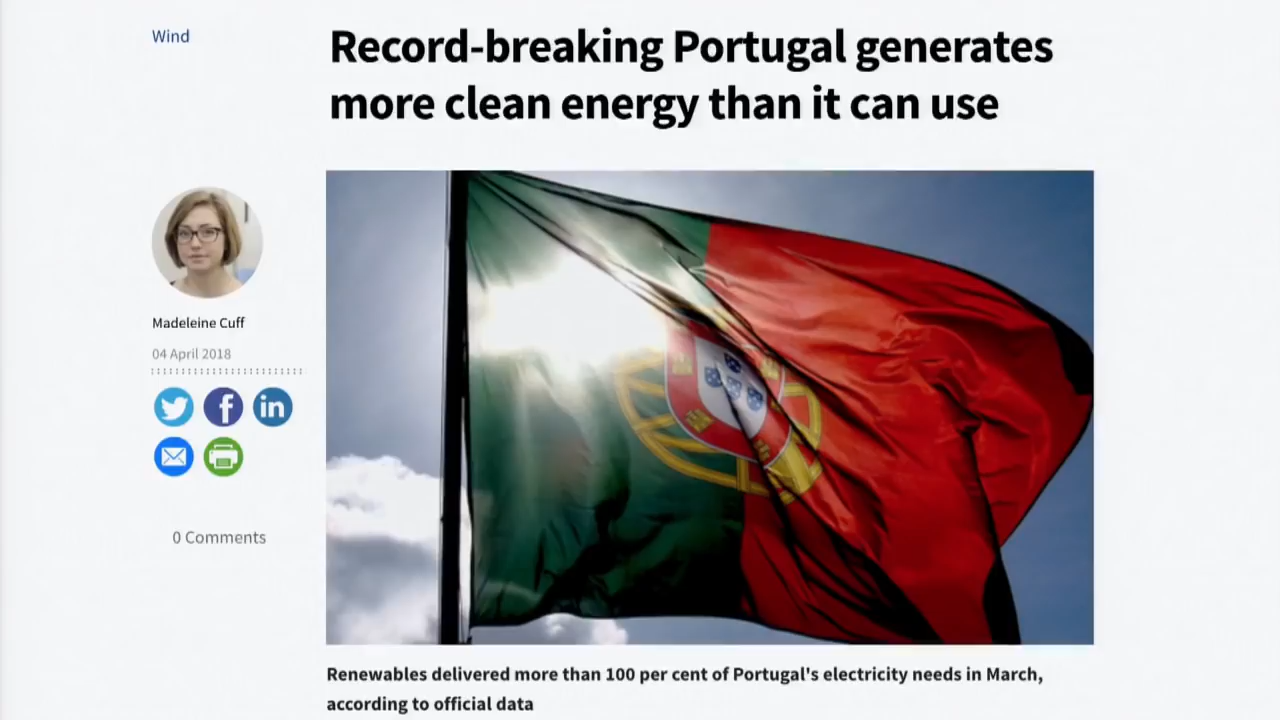 Wind
Record-breaking Portugal generates
more clean energy than it can use
Madeleine Cuff
04 April 2018
in
0 Comments
Renewables delivered more than 100 per cent of Portugal's electricity needs in March,
according to official data